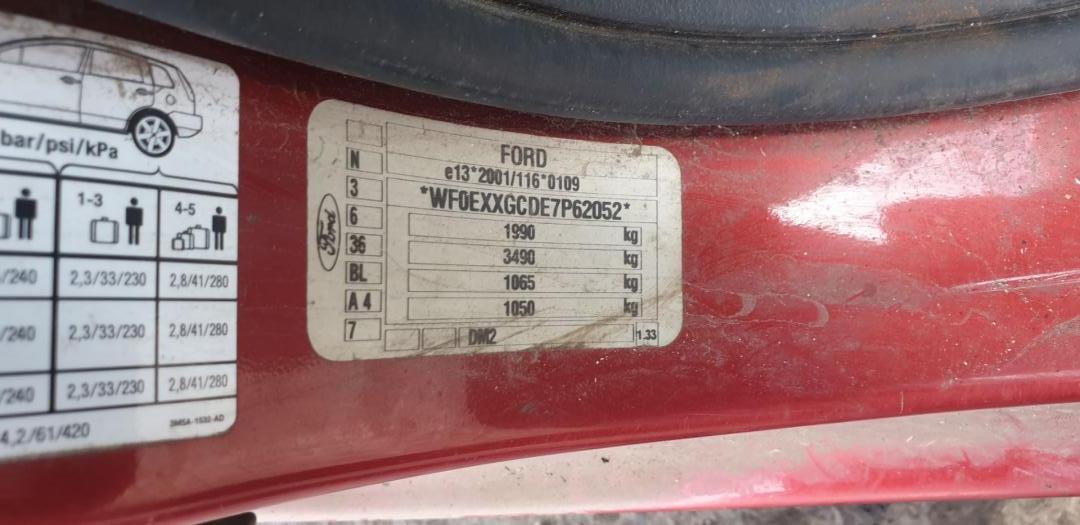 bar/psi/kPa
1-3
4-5
/240
2,3/33/230
2,8/41/280
/240
2,3/33/230
2,8/41/280
/240
2,3/33/230
2,8/41/280
4,2/61/420
3M5A-1532-AD
Ford
FORD
N
e13*2001/116*0109
3
*WF0EXXGCDE7P62052*
6
1990 kg
36
3490 kg
BL
1065 kg
A 4
1050 kg
7
DM2
1.33